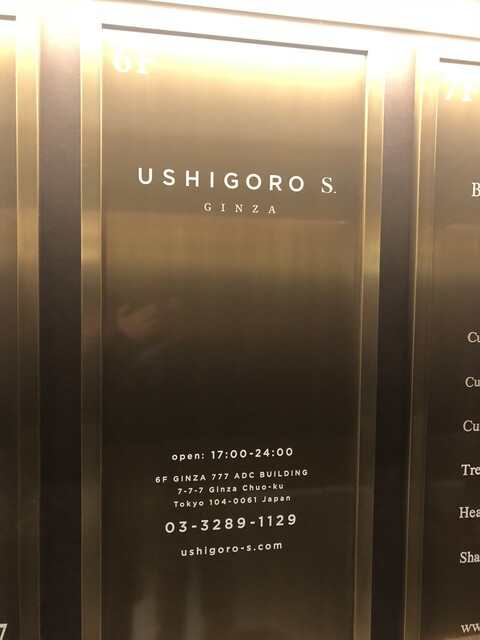 6F
USHIGORO S.
GINZA
open: 17:00-24:00
6F GINZA 777 ADC BUILDING
7-7-7 Ginza Chuo-ku
Tokyo 104-0061 Japan
03-3289-1129
ushigoro-s.com
7F